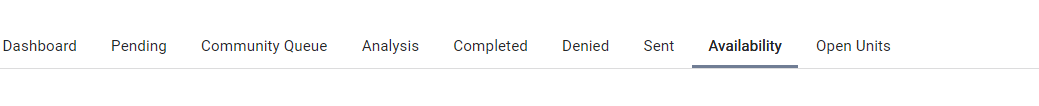 Dashboard Pending Community Queue Analysis Completed Denied Sent Availability Open Units